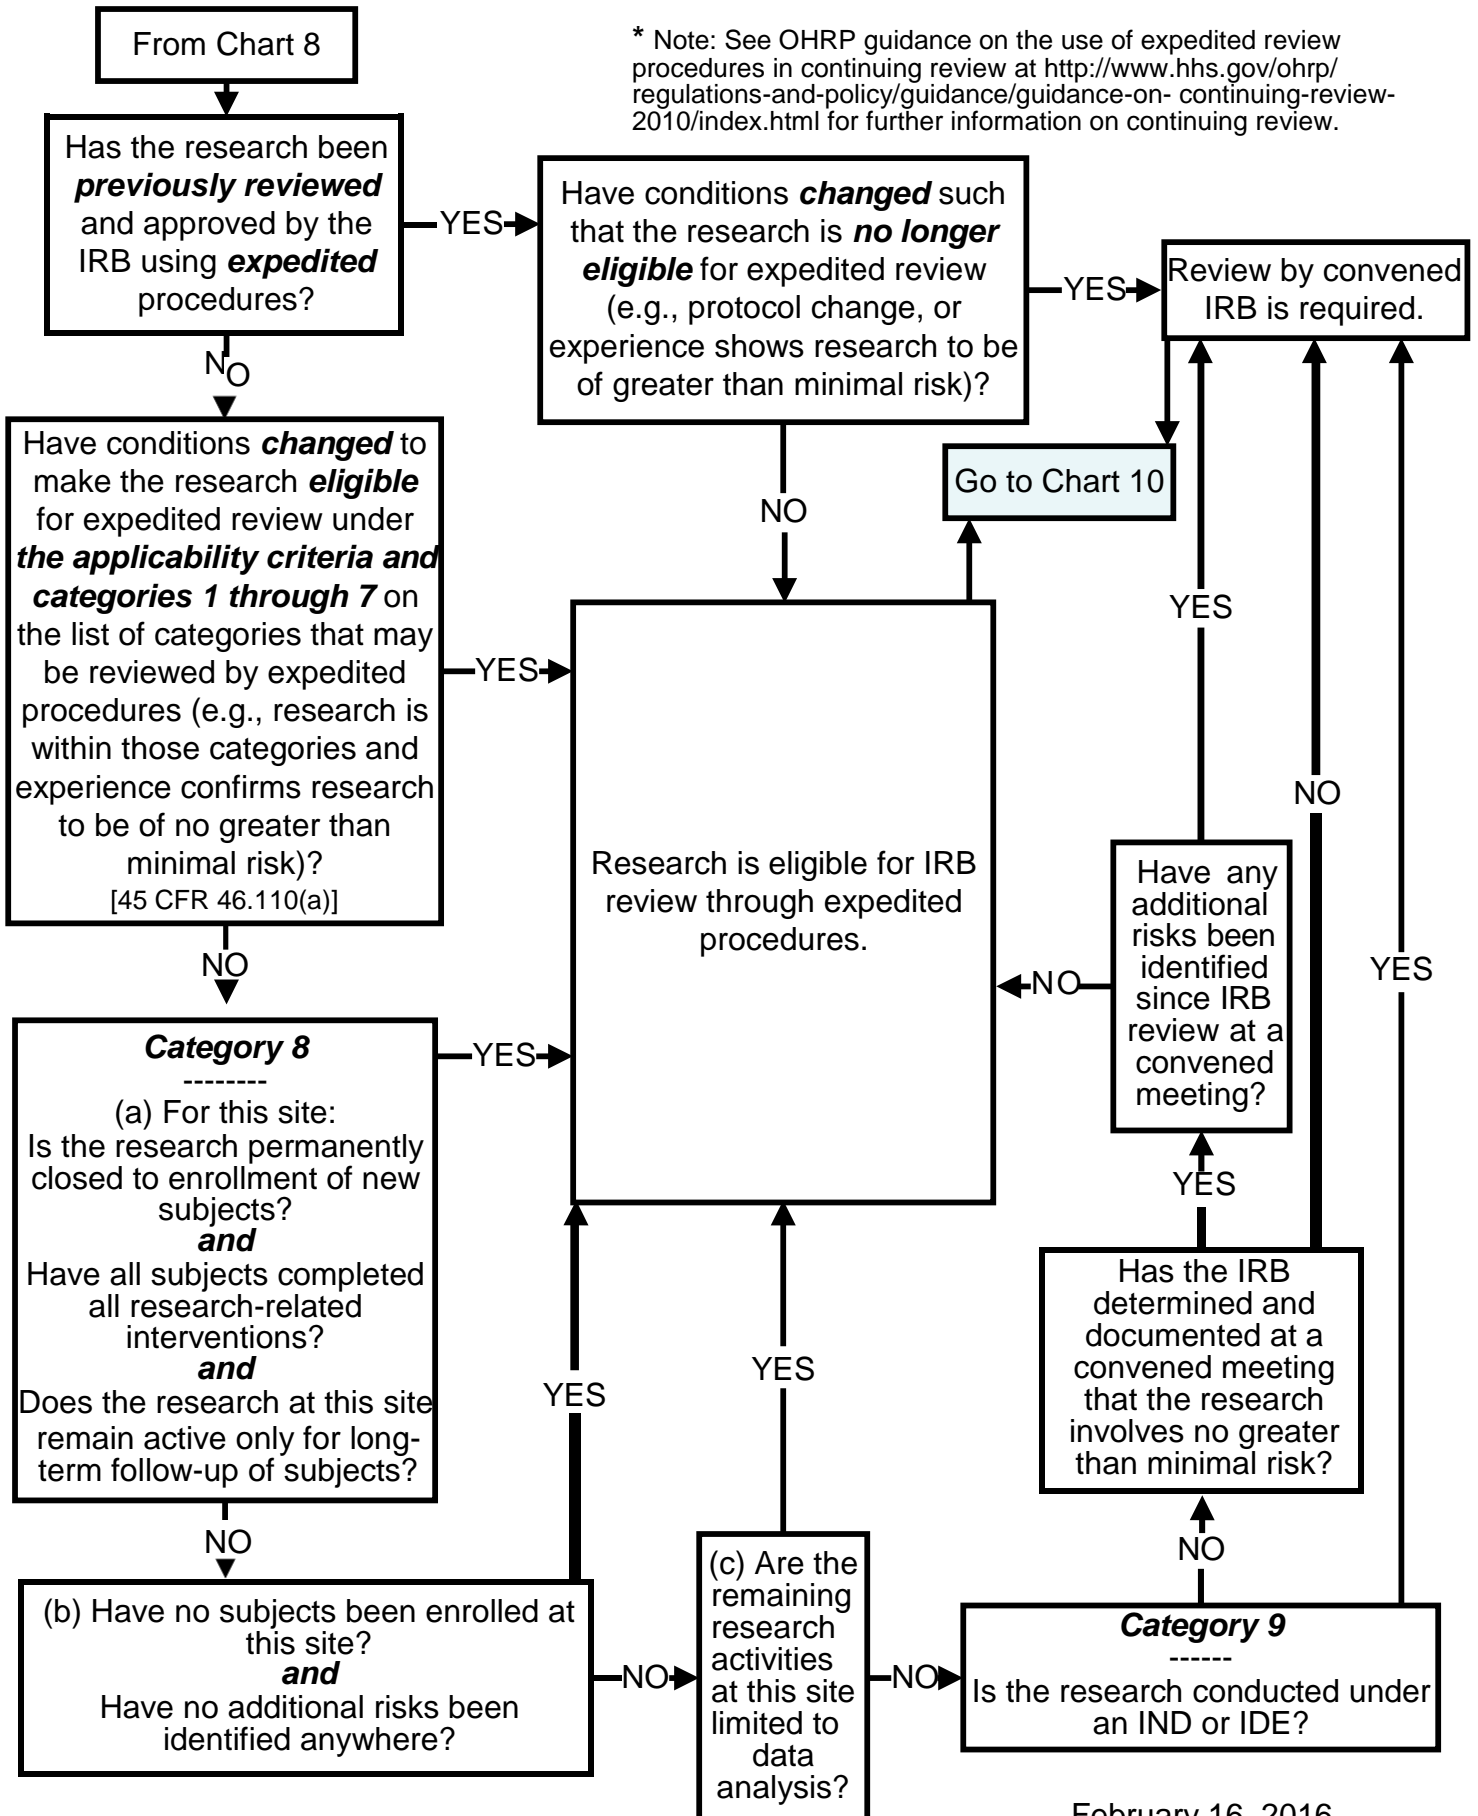 From Chart 8
* Note: See OHRP guidance on the use of expedited review
procedures in continuing review at http://www.hhs.gov/ohrp/
regulations-and-policy/guidance/guidance-on- continuing-review-
2010/index.html for further information on continuing review.
Has the research been
previously reviewed
and approved by the
IRB using expedited
procedures?
YES
Have conditions changed such
that the research is no longer
eligible for expedited review
(e.g., protocol change, or
experience shows research to be
of greater than minimal risk)?
YES
Review by convened
IRB is required.
NO
NO
Go to Chart 10
Have conditions changed to
make the research eligible
for expedited review under
the applicability criteria and
categories 1 through 7 on
the list of categories that may
be reviewed by expedited
procedures (e.g., research is
within those categories and
experience confirms research
to be of no greater than
minimal risk)?
[45 CFR 46.110(a)]
YES
YES
NO
YES
Research is eligible for IRB
review through expedited
procedures.
Have any
additional
risks been
identified
since IRB
review at a
convened
meeting?
NO
NO
Category 8
--------
(a) For this site:
Is the research permanently
closed to enrollment of new
subjects?
and
Have all subjects completed
all research-related
interventions?
and
Does the research at this site
remain active only for long-
term follow-up of subjects?
YES
YES
Has the IRB
determined and
documented at a
convened meeting
that the research
involves no greater
than minimal risk?
YES
YES
NO
NO
(b) Have no subjects been enrolled at
this site?
and
Have no additional risks been
identified anywhere?
NO
(c) Are the
remaining
research
activities
at this site
limited to
data
analysis?
NO
Category 9
------
Is the research conducted under
an IND or IDE?
February 16, 2016